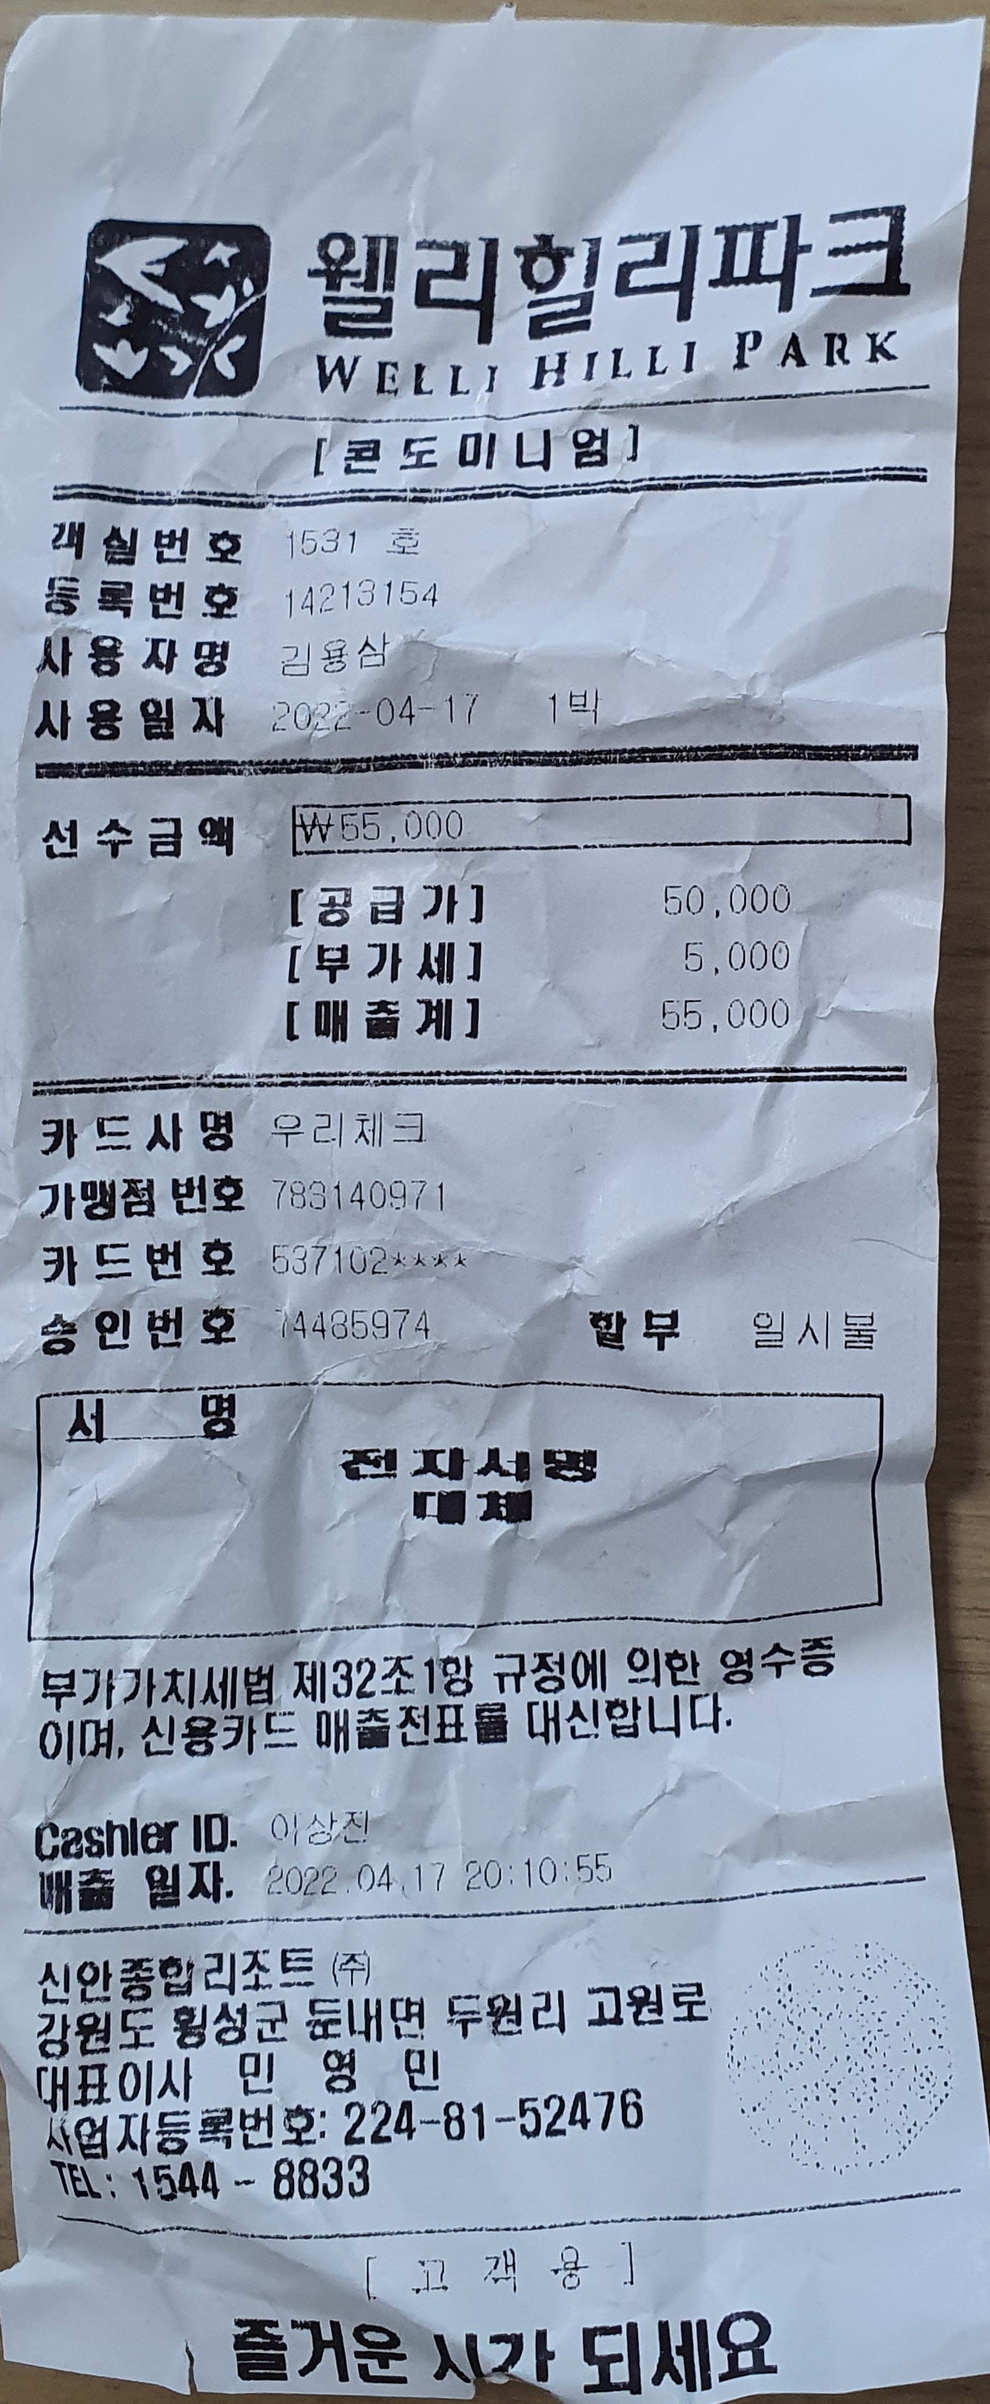 웰리힐리파크
WELLI HILLI PARK
[콘도미니엄]
객실번호 1531 호
등록번호 14213154
사용자명 김용삼
사용일자 2022-04-17 1박
선수금액 ₩55,000
[공급가] 50,000
[부가세] 5,000
[매출계] 55,000
카드사명 우리체크
가맹점 번호 783140971
카드번호 537102****
승인번호 74485974 할부 일시불
서 명
전자서명
대체
부가가치세법 제32조1항 규정에 의한 영수증
이며, 신용카드 매출전표를 대신합니다.
Cashier ID. 이상진
매출 일자. 2022.04.17 20:10:55
신안종합리조트 ㈜
강원도 횡성군 둔내면 두원리 고원로
대표이사 민 영 민
사업자등록번호: 224-81-52476
TEL : 1544 - 8833
[ 고 객 용 ]
즐거운 시간 되세요